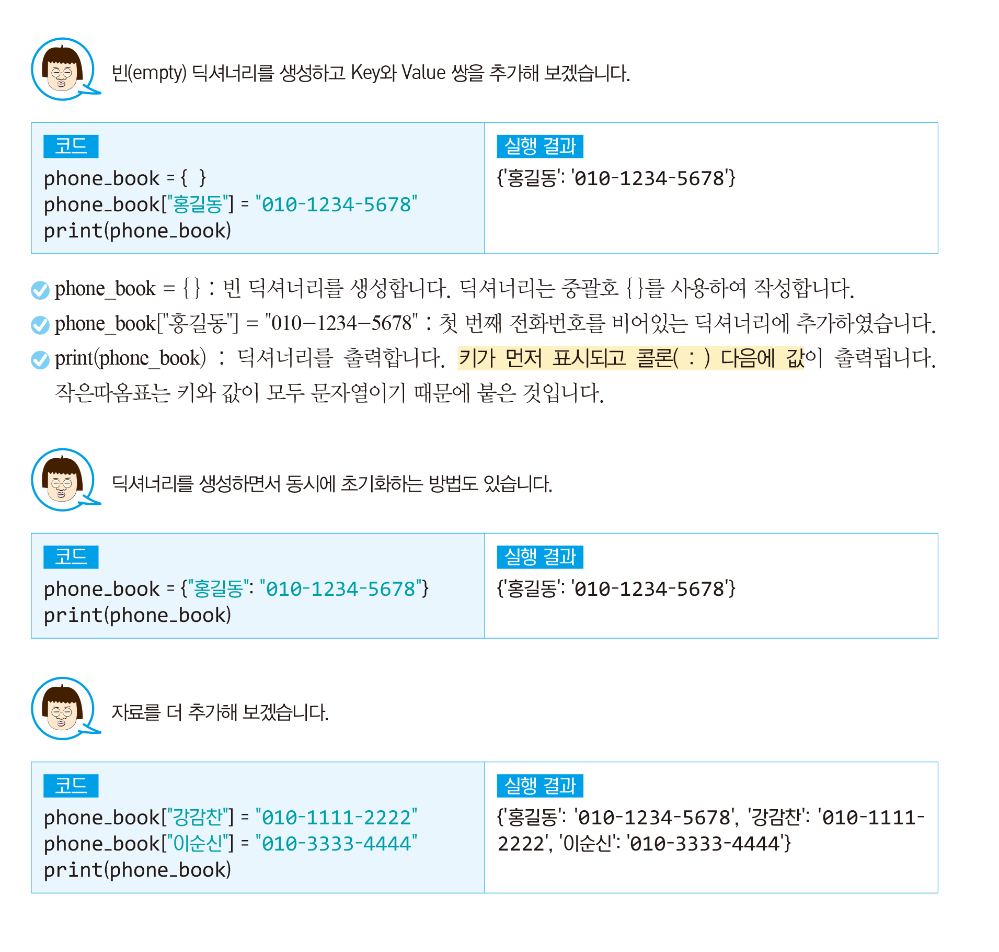 빈(empty) 딕셔너리를 생성하고 Key와 Value 쌍을 추가해 보겠습니다.
코드
phone_book = { }
phone_book["홍길동"] = "010-1234-5678"
print(phone_book)
실행 결과
{'홍길동': '010-1234-5678'}
phone_book = {} : 빈 딕셔너리를 생성합니다. 딕셔너리는 중괄호 {}를 사용하여 작성합니다.
phone_book["홍길동"] = "010-1234-5678" : 첫 번째 전화번호를 비어있는 딕셔너리에 추가하였습니다.
print(phone_book) : 딕셔너리를 출력합니다. 키가 먼저 표시되고 콜론( : ) 다음에 값이 출력됩니다.
작은따옴표는 키와 값이 모두 문자열이기 때문에 붙은 것입니다.
딕셔너리를 생성하면서 동시에 초기화하는 방법도 있습니다.
코드
phone_book = {"홍길동": "010-1234-5678"}
print(phone_book)
실행 결과
{'홍길동': '010-1234-5678'}
자료를 더 추가해 보겠습니다.
코드
phone_book["강감찬"] = "010-1111-2222"
phone_book["이순신"] = "010-3333-4444"
print(phone_book)
실행 결과
{'홍길동': '010-1234-5678', '강감찬': '010-1111-
2222', '이순신': '010-3333-4444'}